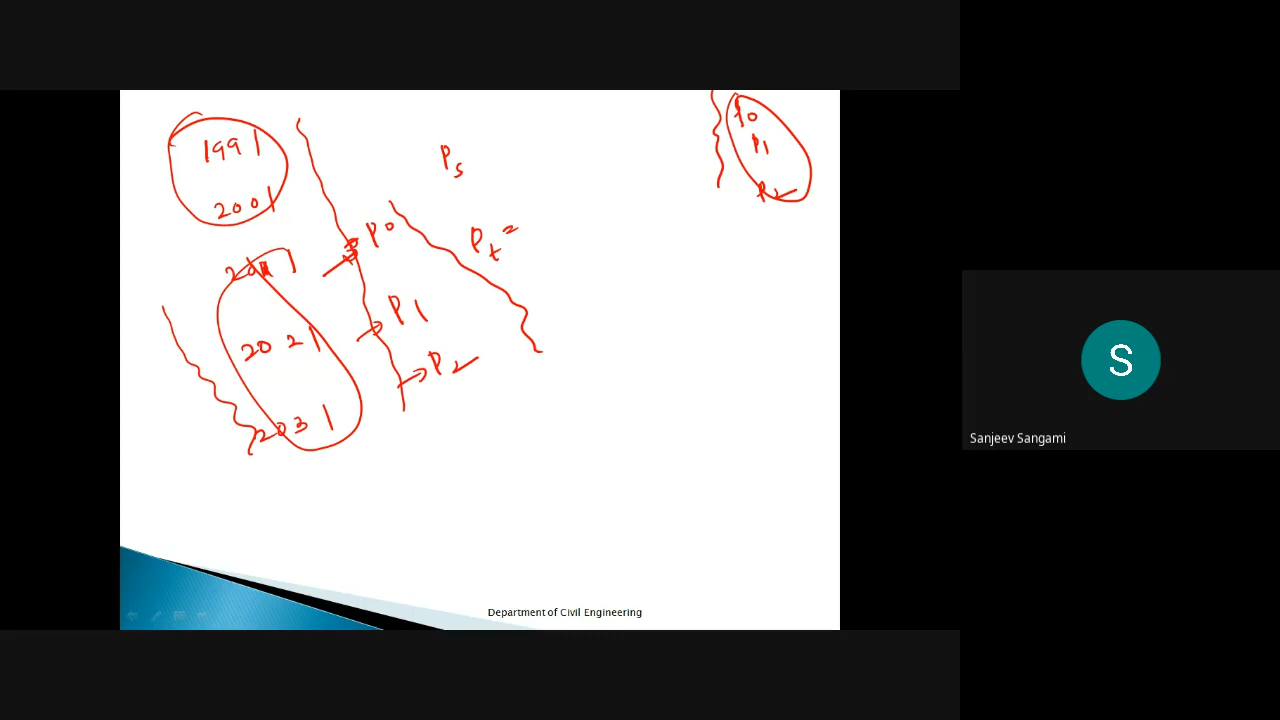 1991
2001
2011
2021
2031
P0
P1
P2
Ps
Pt =
P0
P1
P2
Department of Civil Engineering
S
Sanjeev Sangami